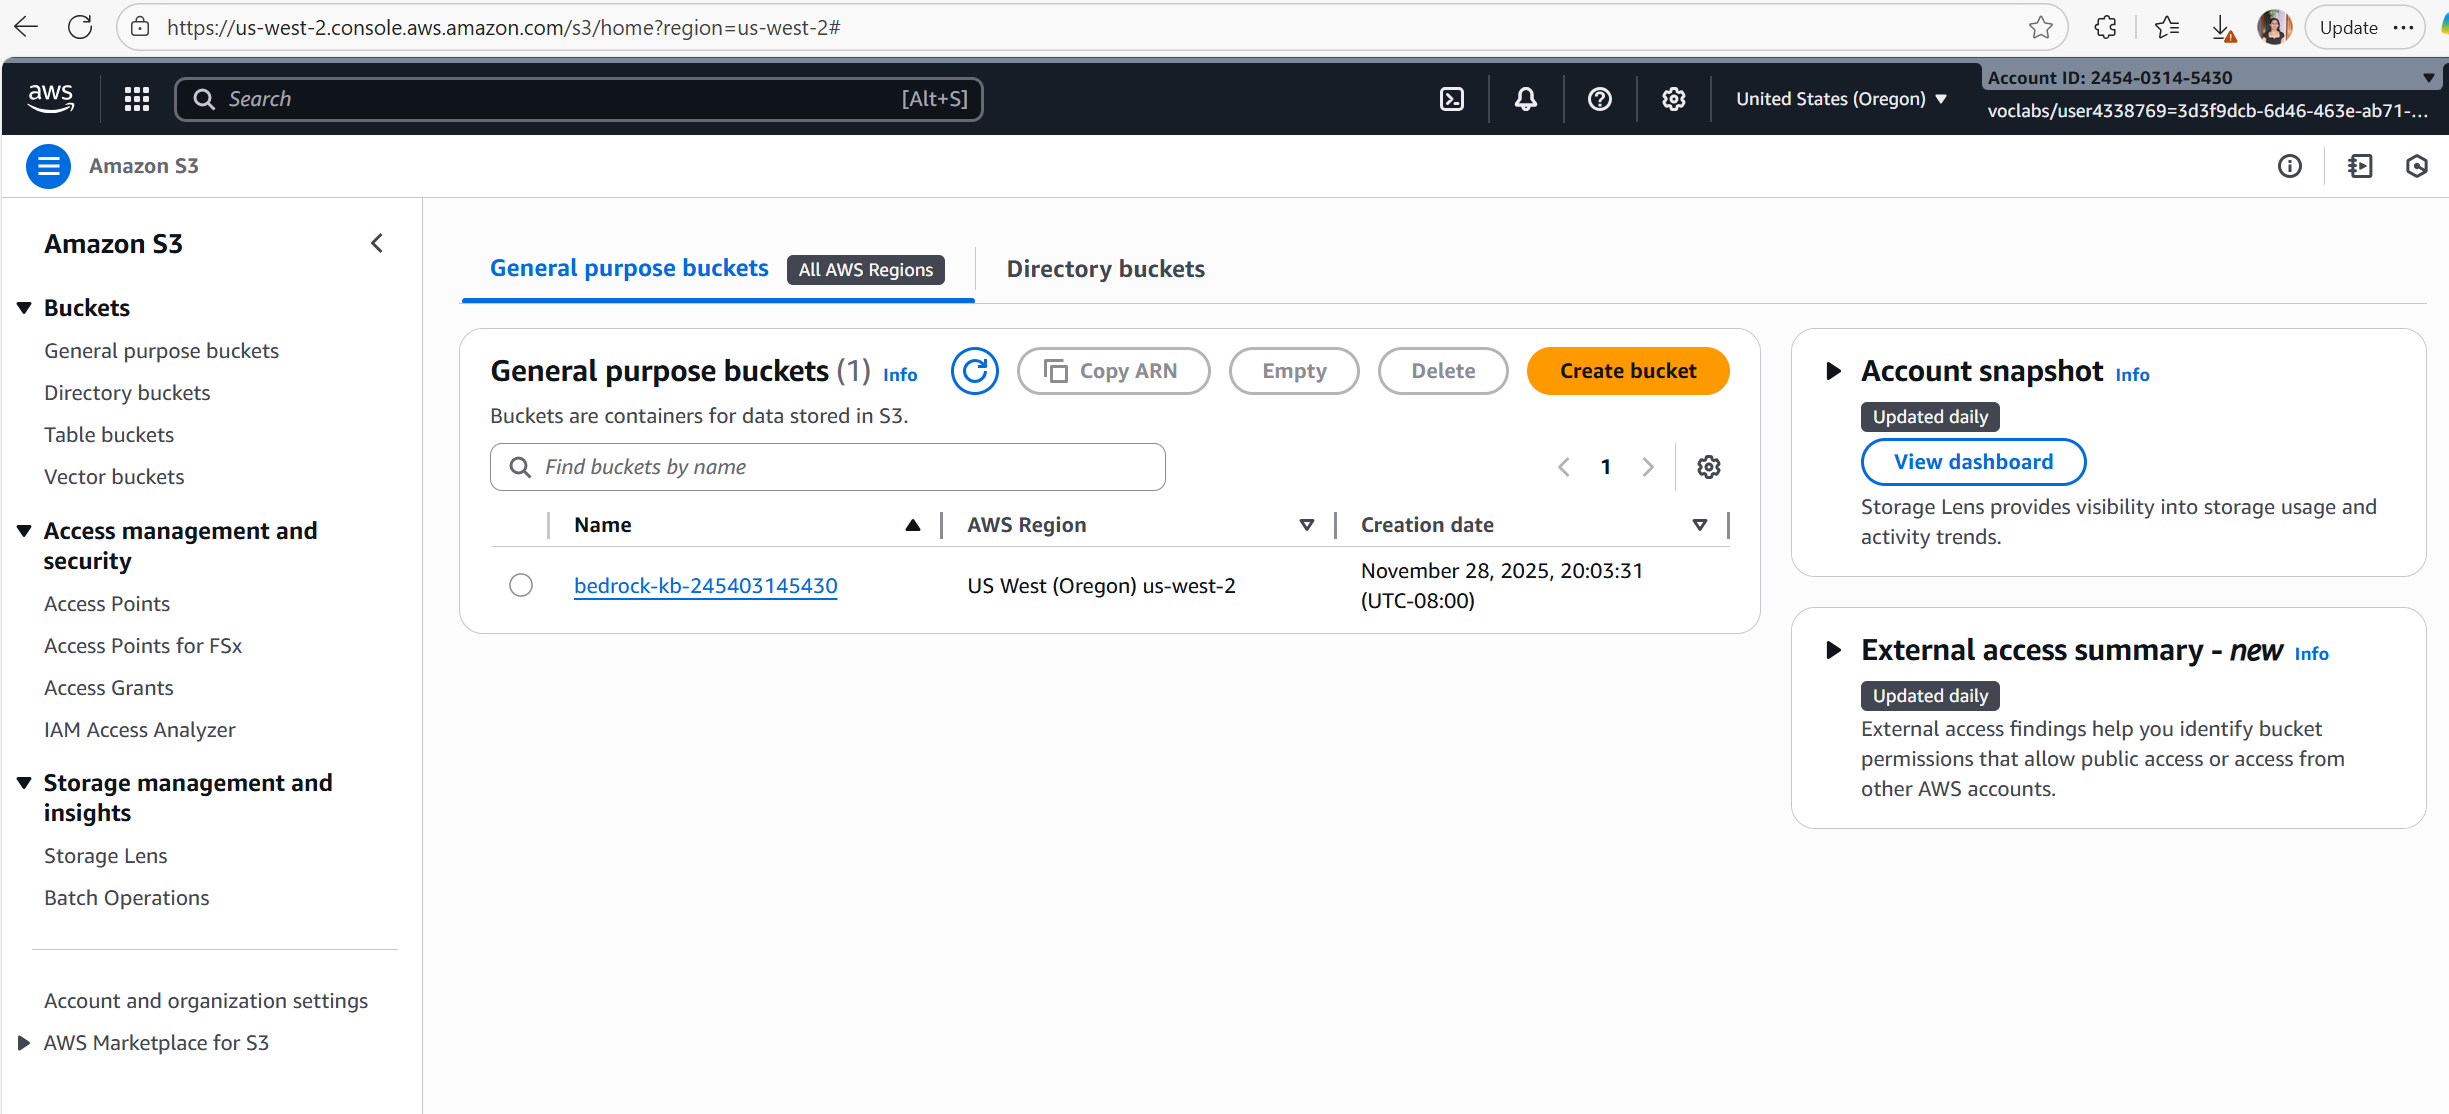 https://us-west-2.console.aws.amazon.com/s3/home?region=us-west-2#
Update
aws
Search
[Alt+S]
United States (Oregon)
Account ID: 2454-0314-5430
voclabs/user4338769=3d3f9dcb-6d46-463e-ab71-...
Amazon S3
Amazon S3
Buckets
General purpose buckets
Directory buckets
Table buckets
Vector buckets
Access management and
security
Access Points
Access Points for FSx
Access Grants
IAM Access Analyzer
Storage management and
insights
Storage Lens
Batch Operations
Account and organization settings
AWS Marketplace for S3
General purpose buckets All AWS Regions
Directory buckets
General purpose buckets (1) Info
Copy ARN
Empty
Delete
Create bucket
Buckets are containers for data stored in S3.
Find buckets by name
1
Name AWS Region Creation date
bedrock-kb-245403145430 US West (Oregon) us-west-2 November 28, 2025, 20:03:31
(UTC-08:00)
Account snapshot Info
Updated daily
View dashboard
Storage Lens provides visibility into storage usage and
activity trends.
External access summary - new Info
Updated daily
External access findings help you identify bucket
permissions that allow public access or access from
other AWS accounts.